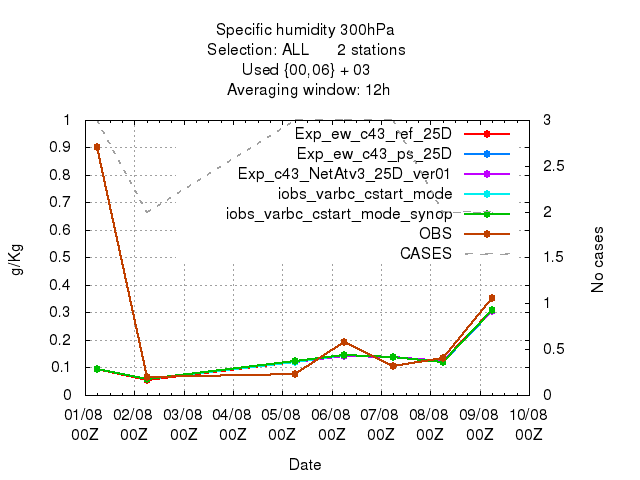 Specific humidity 300hPa
Selection: ALL 2 stations
Used {00,06} + 03
Averaging window: 12h
g/Kg
No cases
1
0.9
0.8
0.7
0.6
0.5
0.4
0.3
0.2
0.1
0
3
2.5
2
1.5
1
0.5
0
Exp_ew_c43_ref_25D
Exp_ew_c43_ps_25D
Exp_c43_NetAtv3_25D_ver01
iobs_varbc_cstart_mode
iobs_varbc_cstart_mode_synop
OBS
CASES
01/08 02/08 03/08 04/08 05/08 06/08 07/08 08/08 09/08 10/08
00Z 00Z 00Z 00Z 00Z 00Z 00Z 00Z 00Z 00Z
Date